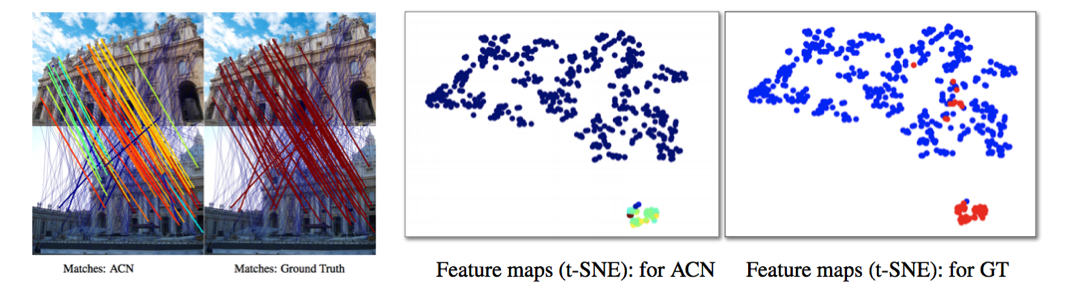 Matches: ACN
Matches: Ground Truth
Feature maps (t-SNE): for ACN
Feature maps (t-SNE): for GT